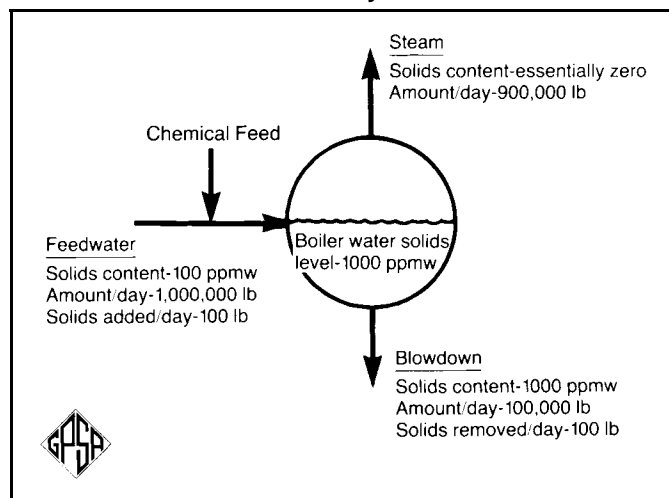 Steam
Solids content-essentially zero
Amount/day-900,000 lb
Chemical Feed
Boiler water solids
level-1000 ppmw
Feedwater
Solids content-100 ppmw
Amount/day-1,000,000 lb
Solids added/day-100 lb
Blowdown
Solids content-1000 ppmw
Amount/day-100,000 lb
Solids removed/day-100 lb
GPSA